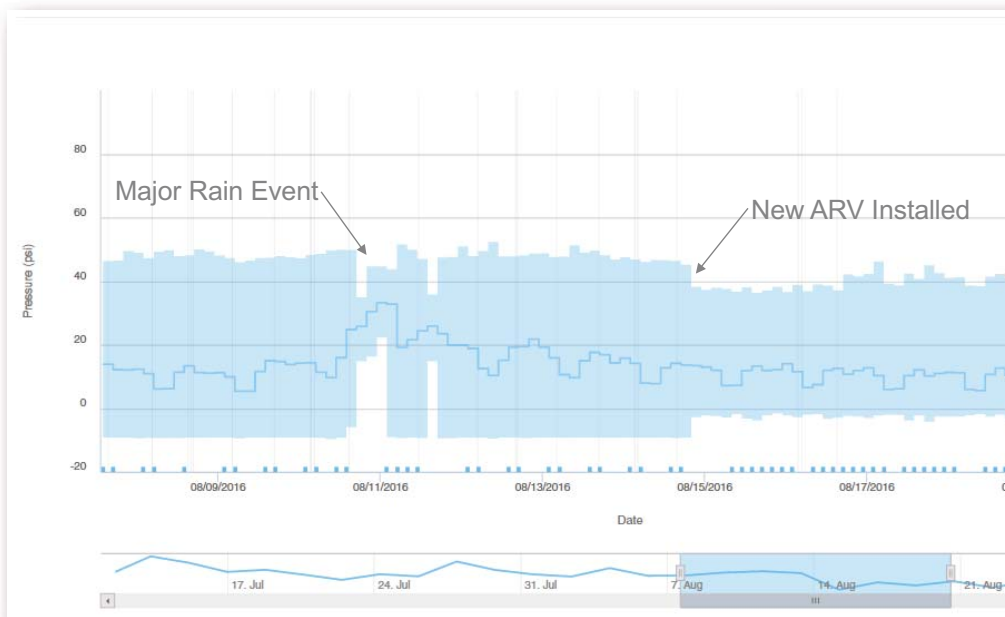 80
Major Rain Event
60
New ARV Installed
Pressure (psi)
40
20
0
-20
08/09/2016
08/11/2016
08/13/2016
08/15/2016
08/17/2016
0
Date
17. Jul
24. Jul
31. Jul
7. Aug
14. Aug
21. Aug